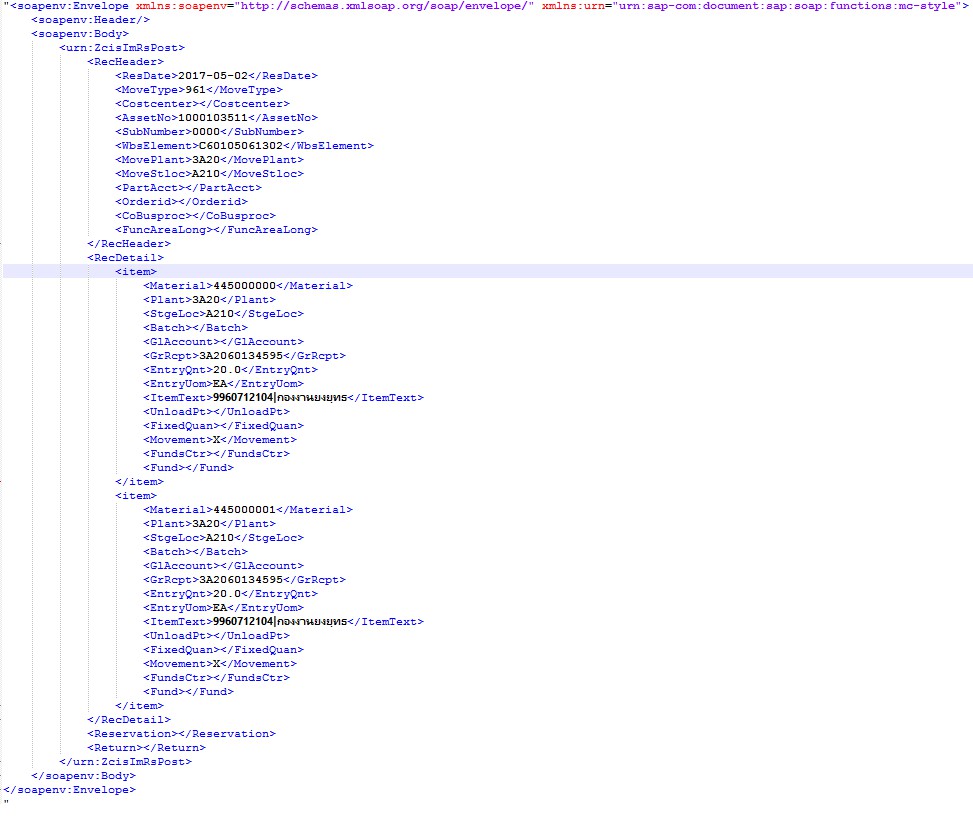 "<soapenv:Envelope xmlns:soapenv="http://schemas.xmlsoap.org/soap/envelope/" xmlns:urn="urn:sap-com:document:sap:soap:functions:mc-style">
<soapenv:Header/>
<soapenv:Body>
<urn:ZcisImRsPost>
<RecHeader>
<ResDate>2017-05-02</ResDate>
<MoveType>961</MoveType>
<Costcenter></Costcenter>
<AssetNo>1000103511</AssetNo>
<SubNumber>0000</SubNumber>
<WbsElement>C60105061302</WbsElement>
<MovePlant>3A20</MovePlant>
<MoveStloc>A210</MoveStloc>
<PartAcct></PartAcct>
<Orderid></Orderid>
<CoBusproc></CoBusproc>
<FuncAreaLong></FuncAreaLong>
</RecHeader>
<RecDetail>
<item>
<Material>445000000</Material>
<Plant>3A20</Plant>
<StgeLoc>A210</StgeLoc>
<Batch></Batch>
<GlAccount></GlAccount>
<GrRcpt>3A2060134595</GrRcpt>
<EntryQnt>20.0</EntryQnt>
<EntryUom>EA</EntryUom>
<ItemText>9960712104|กองงานยงยุทธ</ItemText>
<UnloadPt></UnloadPt>
<FixedQuan></FixedQuan>
<Movement>X</Movement>
<FundsCtr></FundsCtr>
<Fund></Fund>
</item>
<item>
<Material>445000001</Material>
<Plant>3A20</Plant>
<StgeLoc>A210</StgeLoc>
<Batch></Batch>
<GlAccount></GlAccount>
<GrRcpt>3A2060134595</GrRcpt>
<EntryQnt>20.0</EntryQnt>
<EntryUom>EA</EntryUom>
<ItemText>9960712104|กองงานยงยุทธ</ItemText>
<UnloadPt></UnloadPt>
<FixedQuan></FixedQuan>
<Movement>X</Movement>
<FundsCtr></FundsCtr>
<Fund></Fund>
</item>
</RecDetail>
<Reservation></Reservation>
<Return></Return>
</urn:ZcisImRsPost>
</soapenv:Body>
</soapenv:Envelope>
"